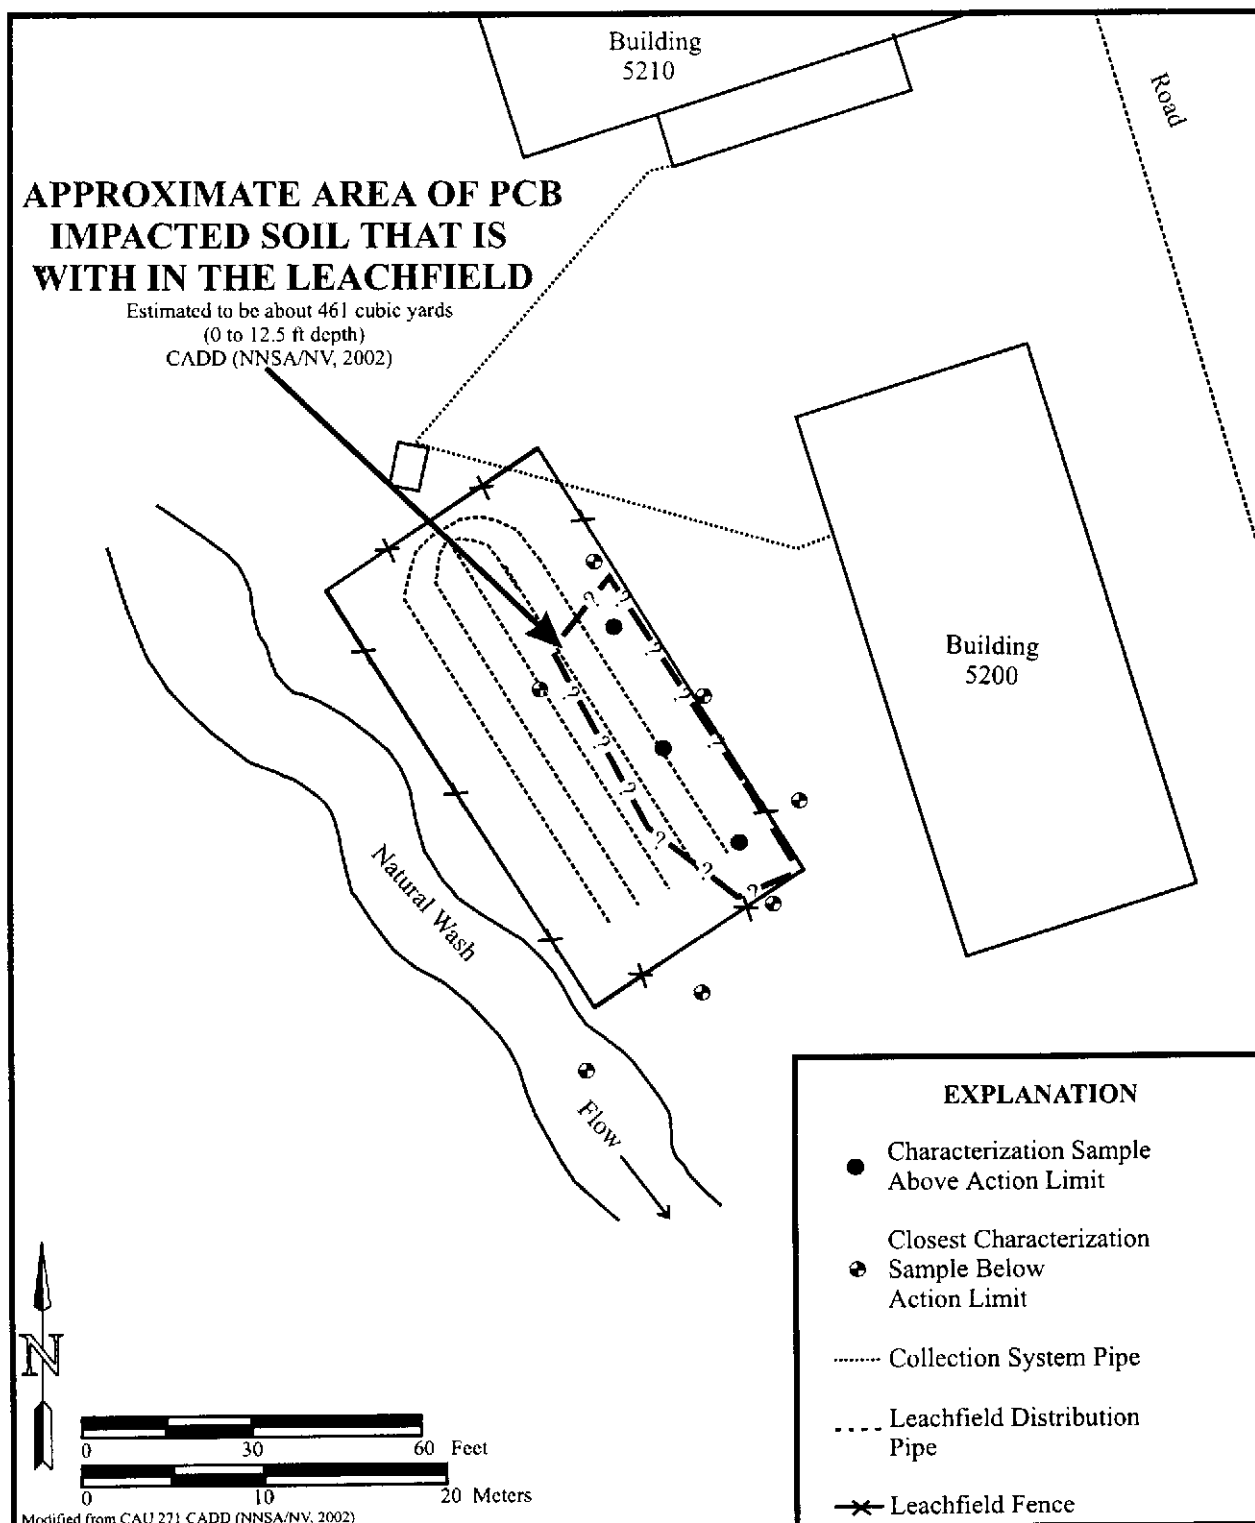 Building
5210
Road
APPROXIMATE AREA OF PCB
IMPACTED SOIL THAT IS
WITH IN THE LEACHFIELD
Estimated to be about 461 cubic yards
(0 to 12.5 ft depth)
CADD (NNSA/NV, 2002)
Building
5200
?
?
?
?
?
?
?
?
?
?
?
?
Natural Wash
Flow
EXPLANATION
Characterization Sample
Above Action Limit
Closest Characterization
Sample Below
Action Limit
Collection System Pipe
Leachfield Distribution
Pipe
Leachfield Fence
N
0 30 60 Feet
0 10 20 Meters
Modified from CAU 271 CADD (NNSA/NV, 2002)